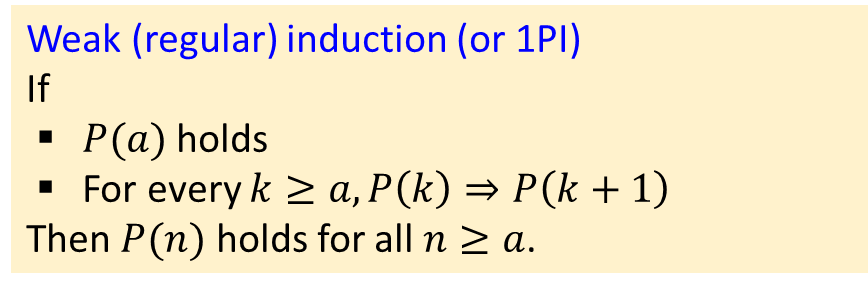 Weak (regular) induction (or 1PI)
If
▪ P(a) holds
▪ For every k ≥ a, P(k) ⇒ P(k + 1)
Then P(n) holds for all n ≥ a.